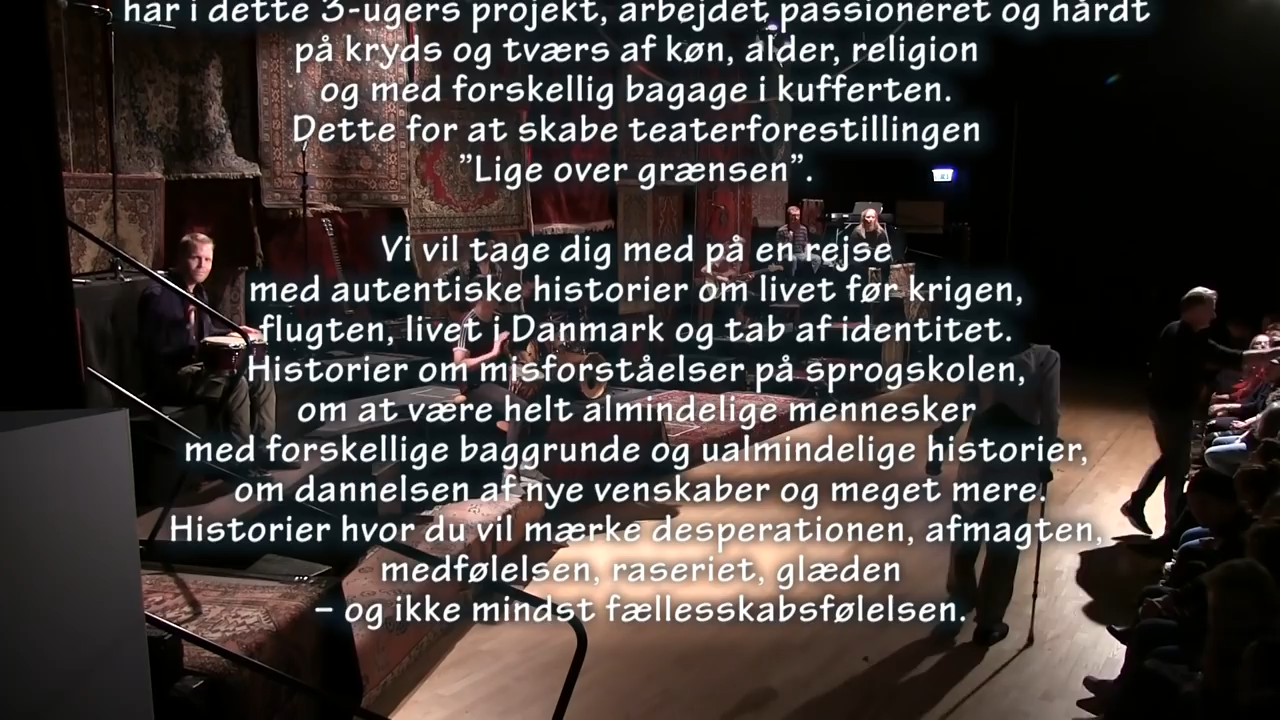 har i dette 3-ugers projekt, arbejdet passioneret og hårdt
på kryds og tværs af køn, alder, religion
og med forskellig bagage i kufferten.
Dette for at skabe teaterforestillingen
"Lige over grænsen".
Vi vil tage dig med på en rejse
med autentiske historier om livet før krigen,
flugten, livet i Danmark og tab af identitet.
Historier om misforståelser på sprogskolen,
om at være helt almindelige mennesker
med forskellige baggrunde og ualmindelige historier,
om dannelsen af nye venskaber og meget mere.
Historier hvor du vil mærke desperationen, afmagten,
medfølelsen, raseriet, glæden
– og ikke mindst fællesskabsfølelsen.